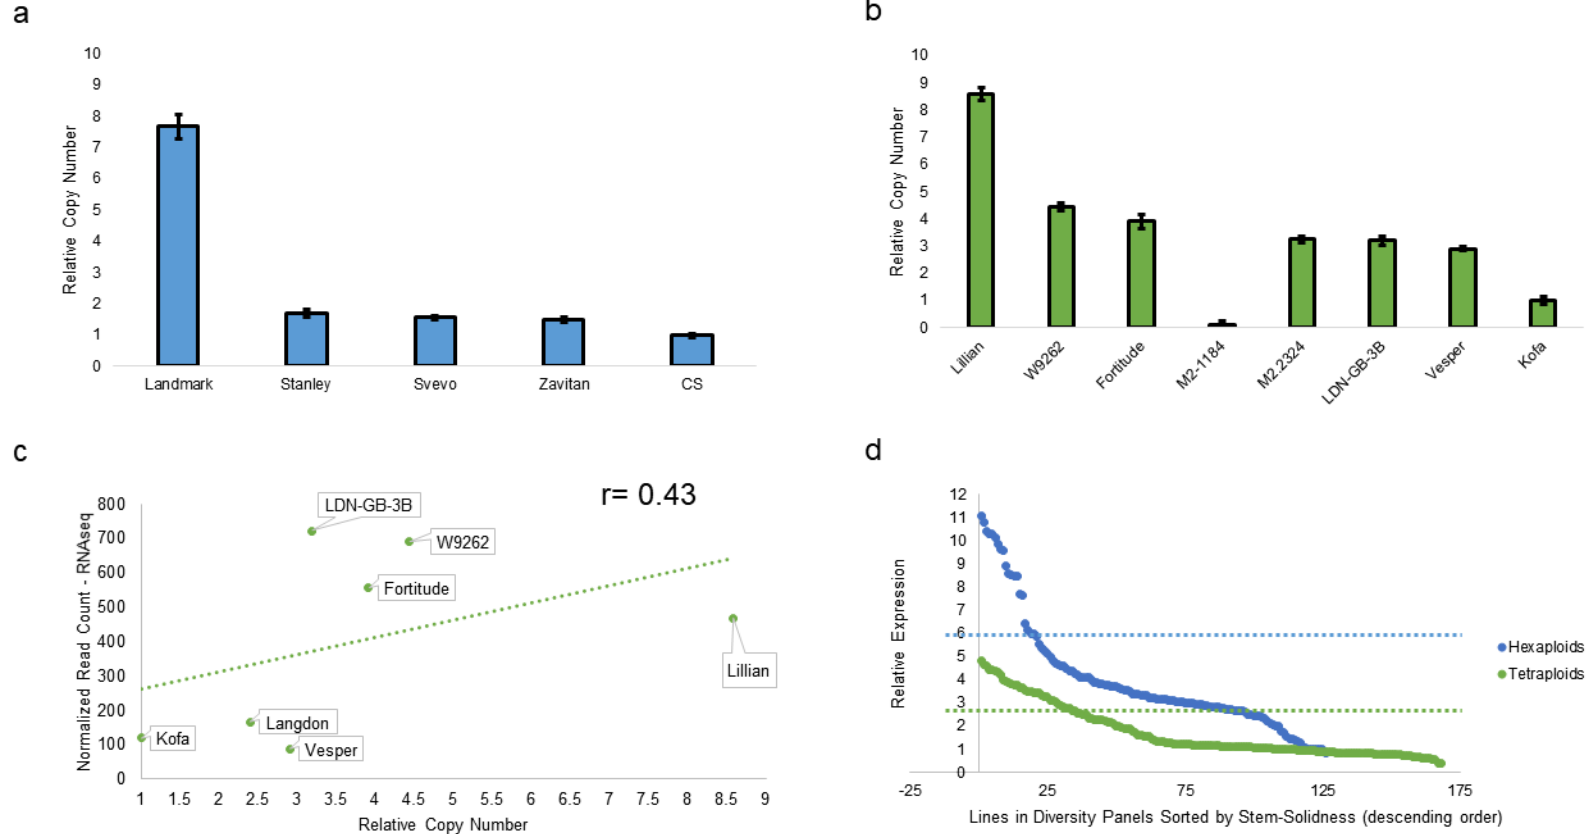 a
10
9
8
7
6
5
4
3
2
1
0
Relative Copy Number
Landmark Stanley Svevo Zavitan CS
b
10
9
8
7
6
5
4
3
2
1
0
Relative Copy Number
Lillian W9262 Fortitude M2-1184 M2.2324 LDN-GB-3B Vesper Kofa
c
r= 0.43
800
700
600
500
400
300
200
100
0
Normalized Read Count - RNAseq
LDN-GB-3B
W9262
Fortitude
Lillian
Langdon
Kofa
Vesper
1 1.5 2 2.5 3 3.5 4 4.5 5 5.5 6 6.5 7 7.5 8 8.5 9
Relative Copy Number
d
12
11
10
9
8
7
6
5
4
3
2
1
0
Relative Expression
Hexaploids
Tetraploids
-25 25 75 125 175
Lines in Diversity Panels Sorted by Stem-Solidness (descending order)